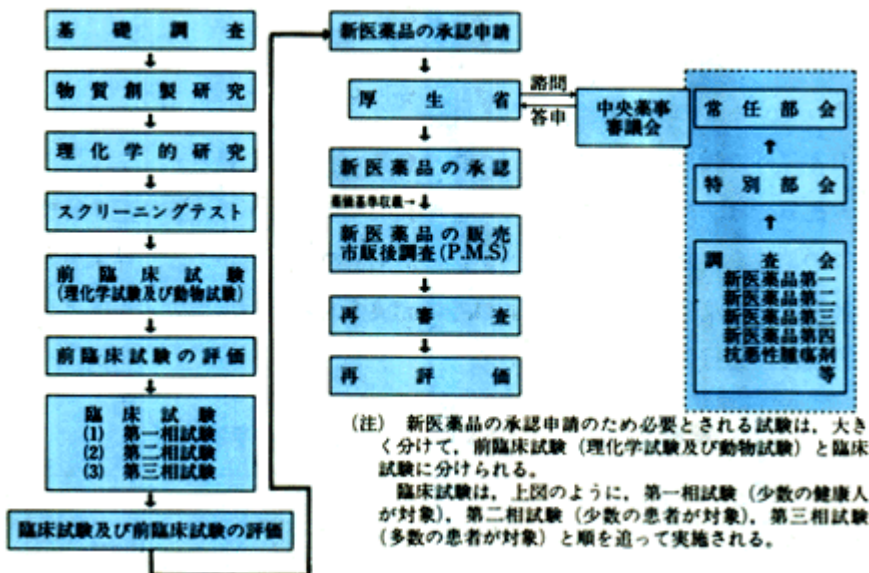 基礎調査
物質創製研究
理化学的研究
スクリーニングテスト
前臨床試験
(理化学試験及び動物試験)
前臨床試験の評価
臨床試験
(1) 第一相試験
(2) 第二相試験
(3) 第三相試験
臨床試験及び前臨床試験の評価
新医薬品の承認申請
厚生省
諮問
答申
中央薬事
審議会
新医薬品の承認
薬価基準収載→
新医薬品の販売
市販後調査(P.M.S)
再審査
再評価
常任部会
特別部会
調査会
新医薬品第一
新医薬品第二
新医薬品第三
新医薬品第四
抗悪性腫瘍剤
等
(注) 新医薬品の承認申請のため必要とされる試験は,大き
く分けて,前臨床試験(理化学試験及び動物試験)と臨床
試験に分けられる。
臨床試験は,上図のように,第一相試験(少数の健康人
が対象),第二相試験(少数の患者が対象),第三相試験
(多数の患者が対象)と順を追って実施される。